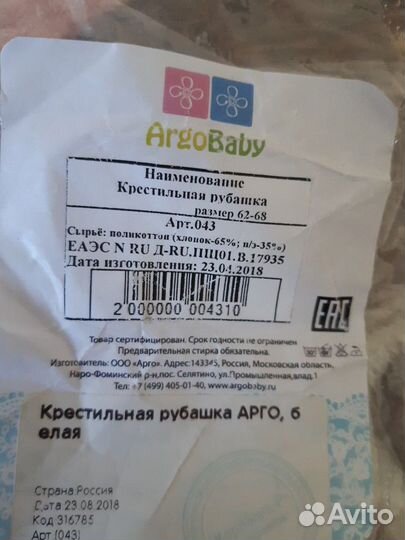 ArgoBaby
Наименование
Крестильная рубашка
размер 62-68
Арт.043
Сырьё: поликоттон (хлопок-65%; п/э-35%)
ЕАЭС N RU Д-RU.ПЩ01.В.17935
Дата изготовления: 23.04.2018
2 000000 004310
EAC
Товар сертифицирован. Срок годности не ограничен
Предварительная стирка обязательна.
Изготовитель: ООО «Арго». Адрес:143345, Россия, Московская область,
Наро-Фоминский р-н,пос. Селятино, ул.Промышленная,влад.1
Тел: +7 (499) 405-01-40, www.argobaby.ru
Крестильная рубашка АРГО, б
елая
Страна Россия
Дата 23.08.2018
Код 316785
Арт (043)
Avito